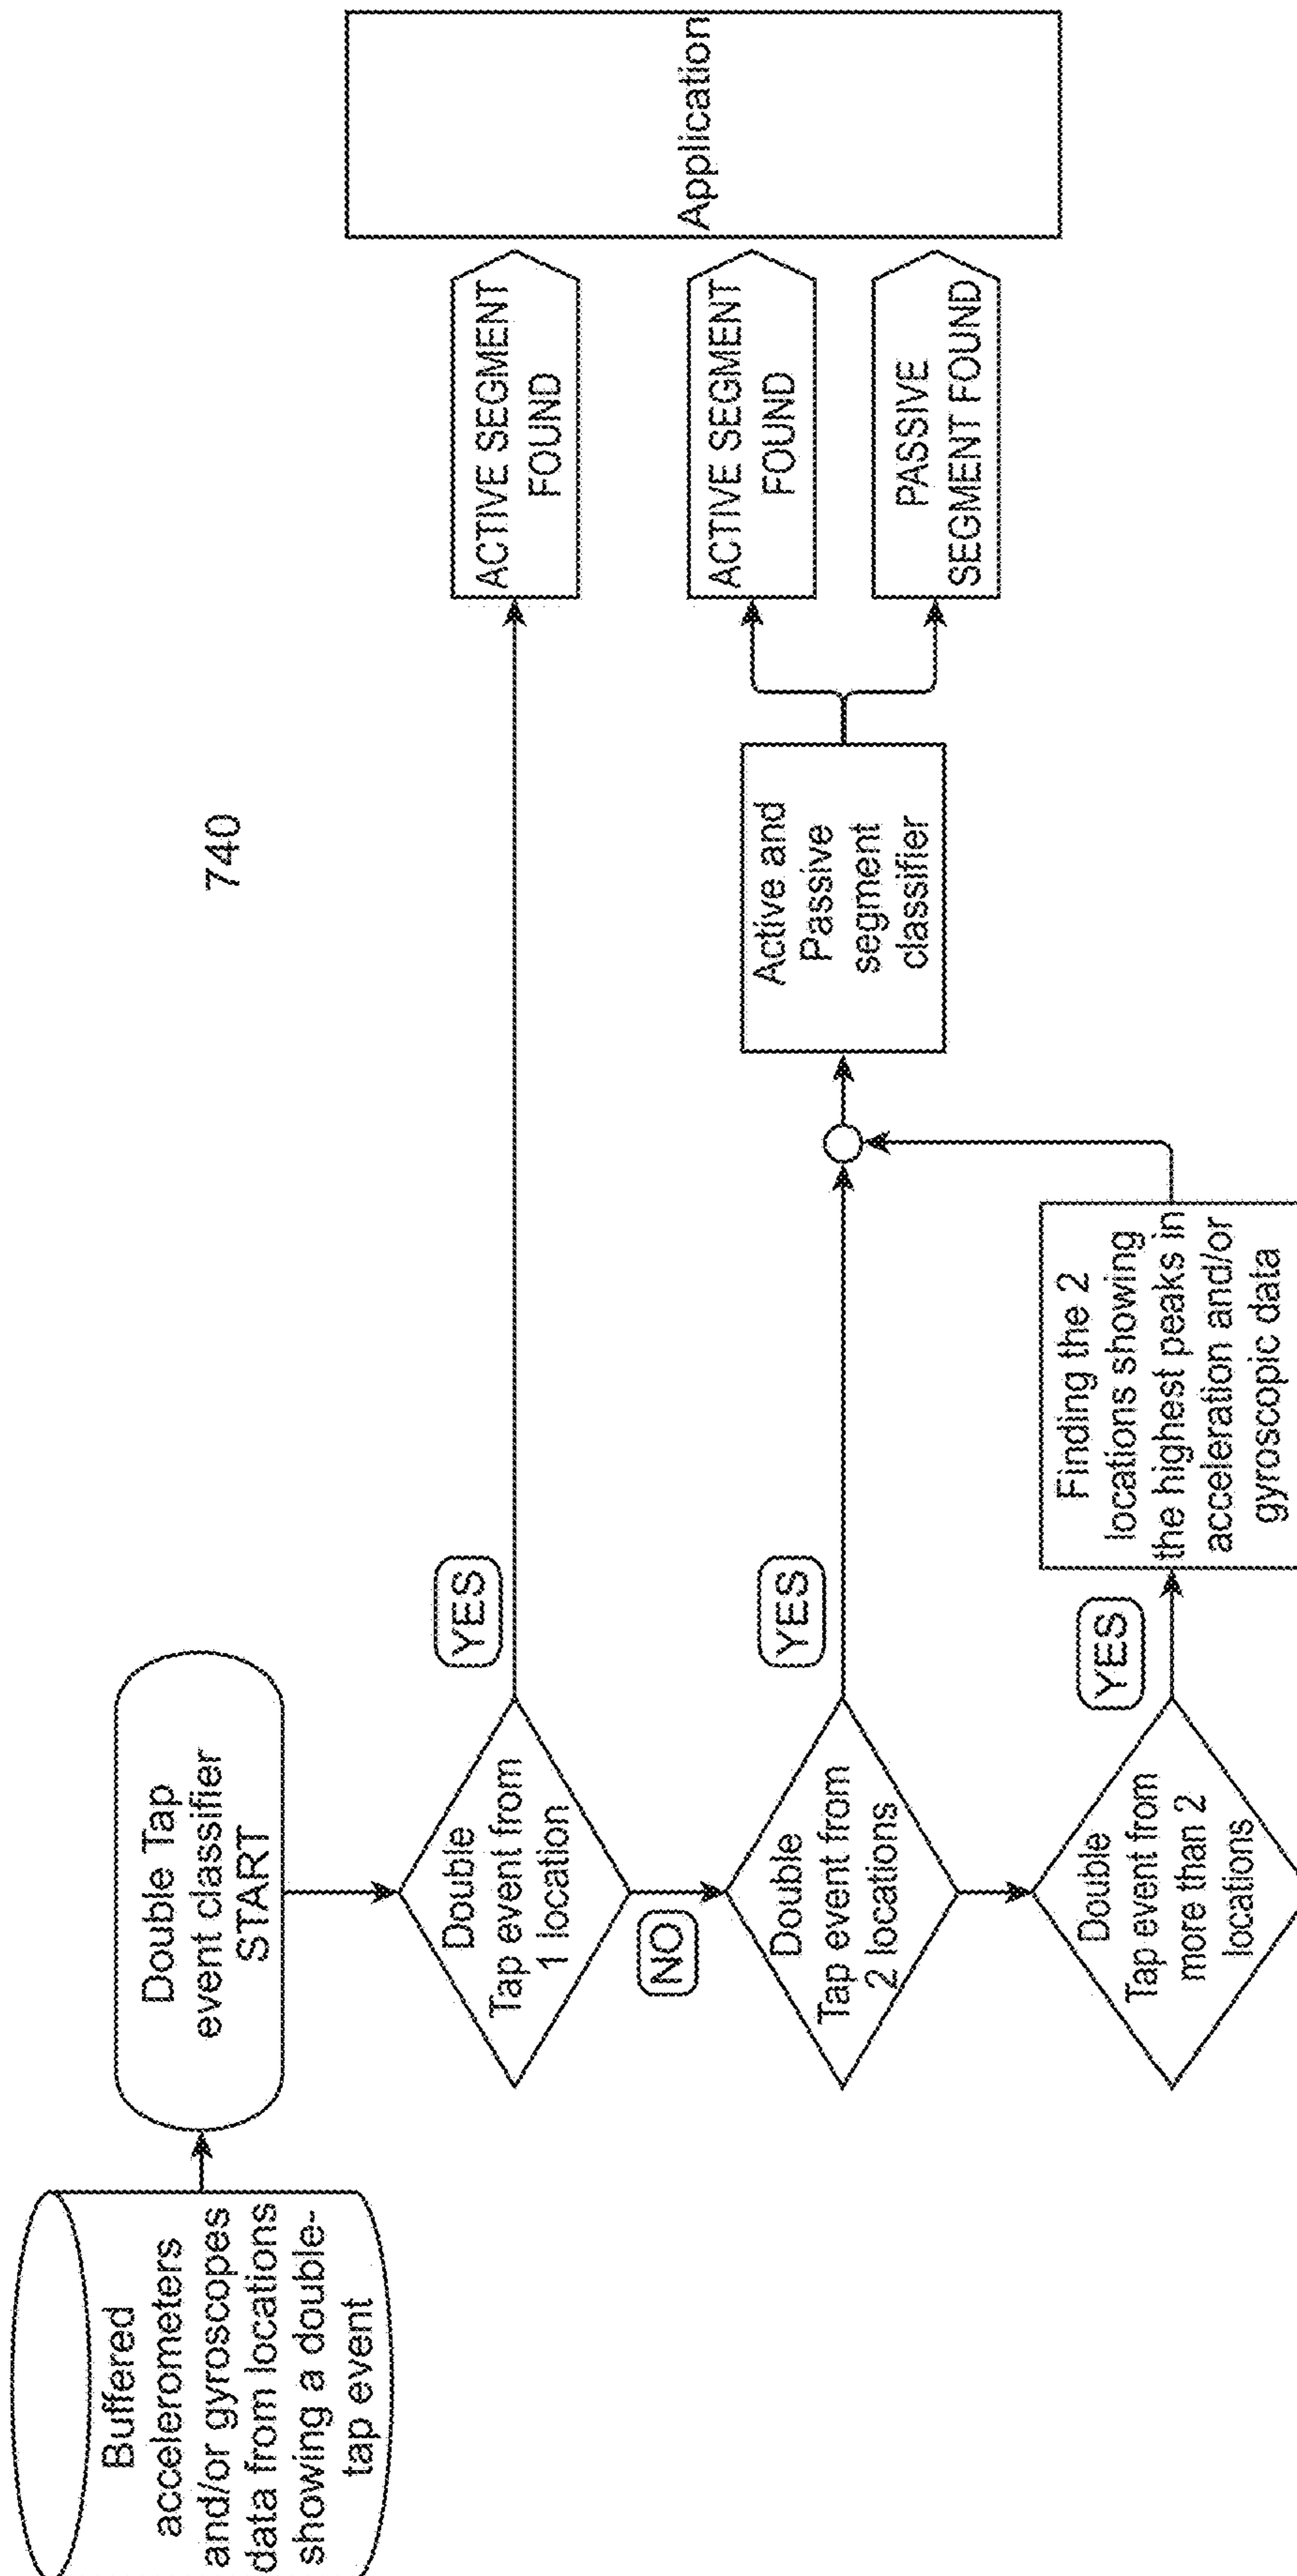 740
Buffered
accelerometers
and/or gyroscopes
data from locations
showing a double-
tap event
Double Tap
event classifier
START
Double
Tap event from
1 location
YES
ACTIVE SEGMENT
FOUND
NO
Double
Tap event from
2 locations
YES
Active and
Passive
segment
classifier
ACTIVE SEGMENT
FOUND
PASSIVE
SEGMENT FOUND
Application
Double
Tap event from
more than 2
locations
YES
Finding the 2
locations showing
the highest peaks in
acceleration and/or
gyroscopic data